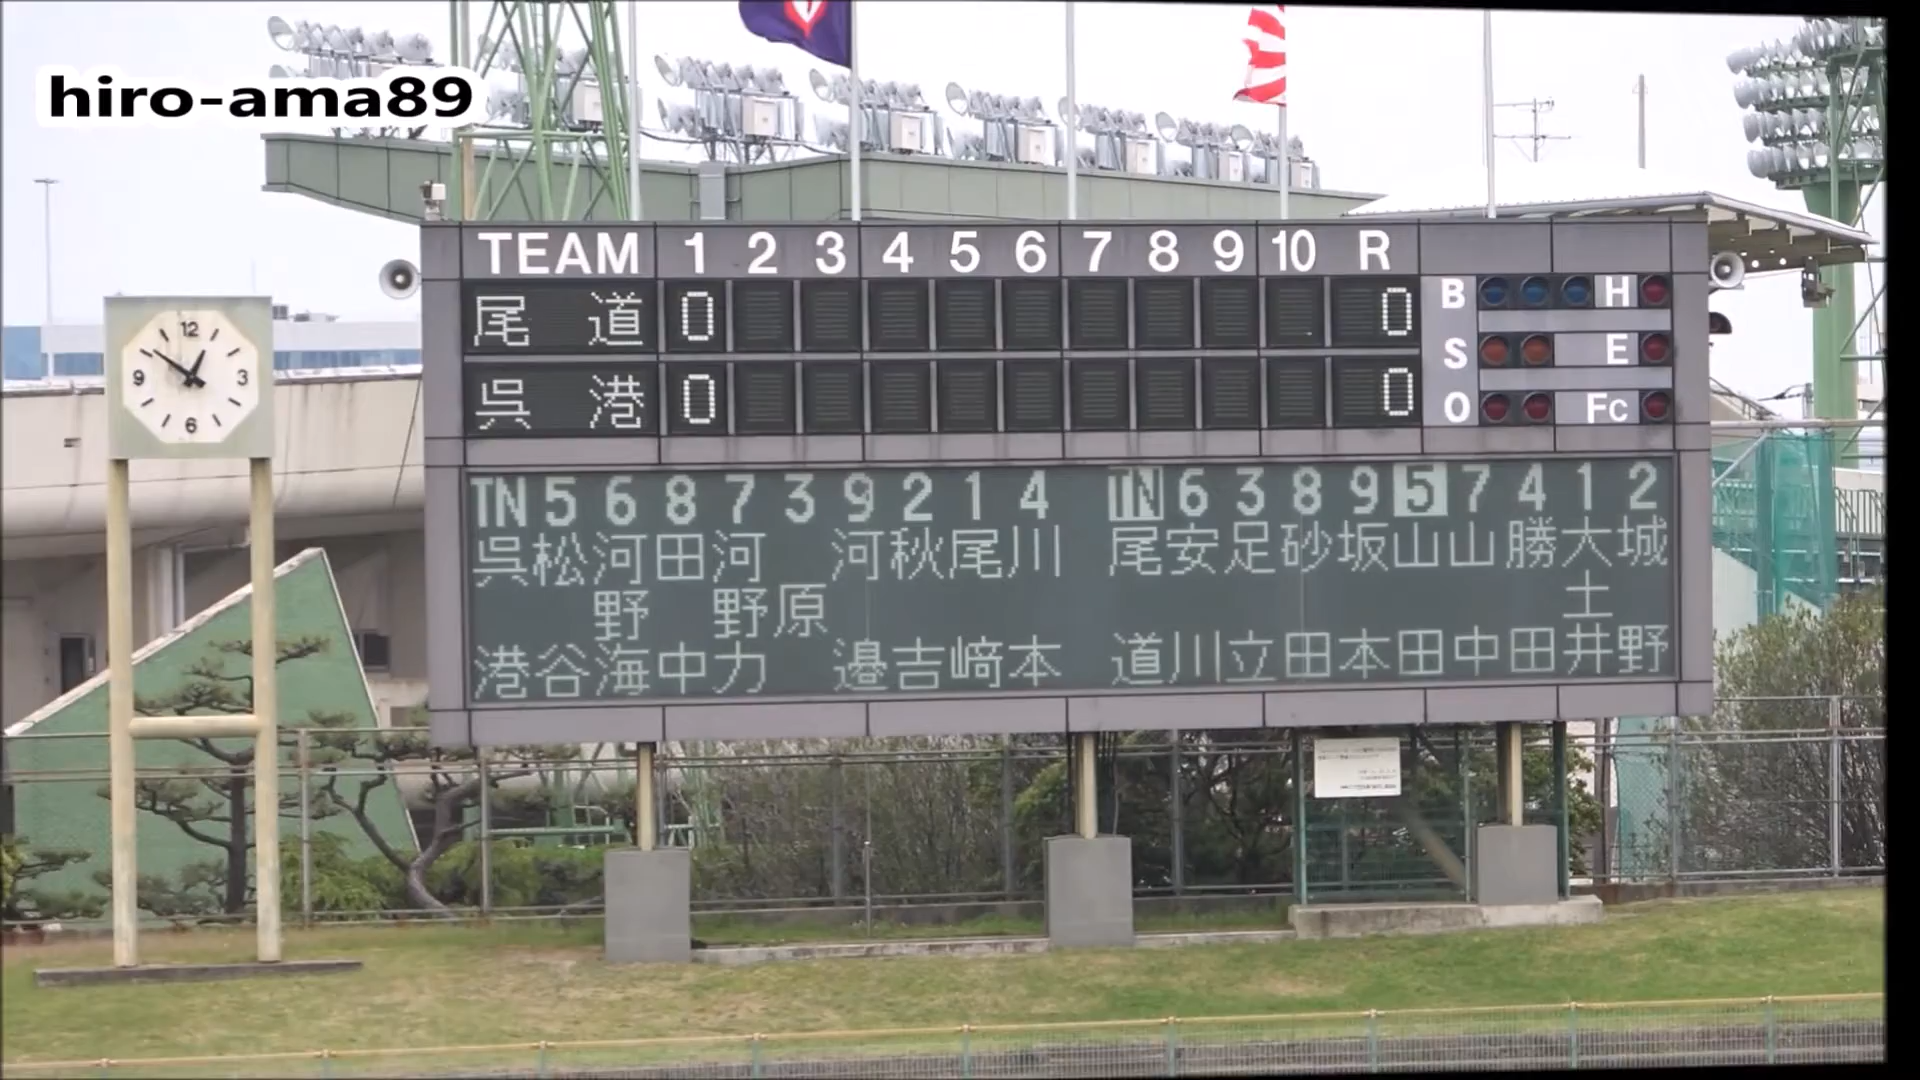 hiro-ama89
TEAM 1 2 3 4 5 6 7 8 9 10 R
尾道 0 0
呉港 0 0
B H
S E
O Fc
12
3
6
9
TN 5 6 8 7 3 9 2 1 4
呉港
松谷
河野海
田中
河野力
原
河邉
秋吉
尾﨑
川本
TN 6 3 8 9 5 7 4 1 2
尾道
安川
足立
砂田
坂本
山田
山中
勝田
大土井
城野